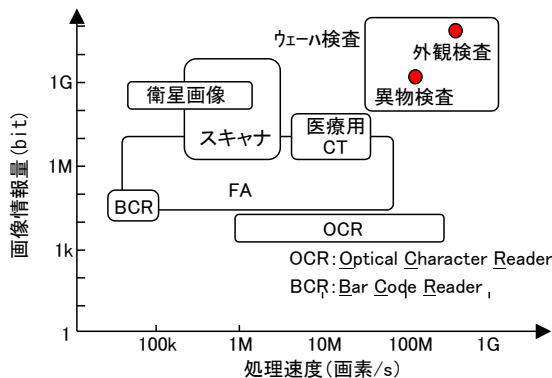 ウェーハ検査
外観検査
異物検査
1G
衛星画像
スキャナ
医療用
CT
1M
FA
BCR
OCR
1k
OCR:Optical Character Reader
BCR:Bar Code Reader
1
100k 1M 10M 100M 1G
処理速度(画素/s)
画像情報量(bit)